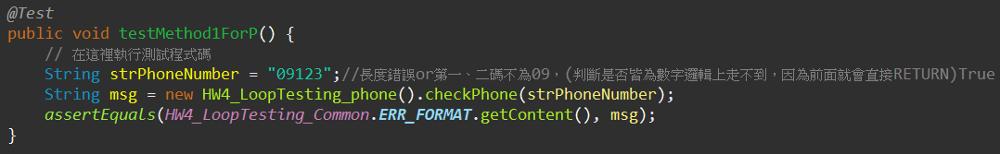 @Test
public void testMethod1ForP() {
    // 在這裡執行測試程式碼
    String strPhoneNumber = "09123";//長度錯誤or第一、二碼不為09，(判斷是否皆為數字邏輯上走不到，因為前面就會直接RETURN)True
    String msg = new HW4_LoopTesting_phone().checkPhone(strPhoneNumber);
    assertEquals(HW4_LoopTesting_Common.ERR_FORMAT.getContent(), msg);
}